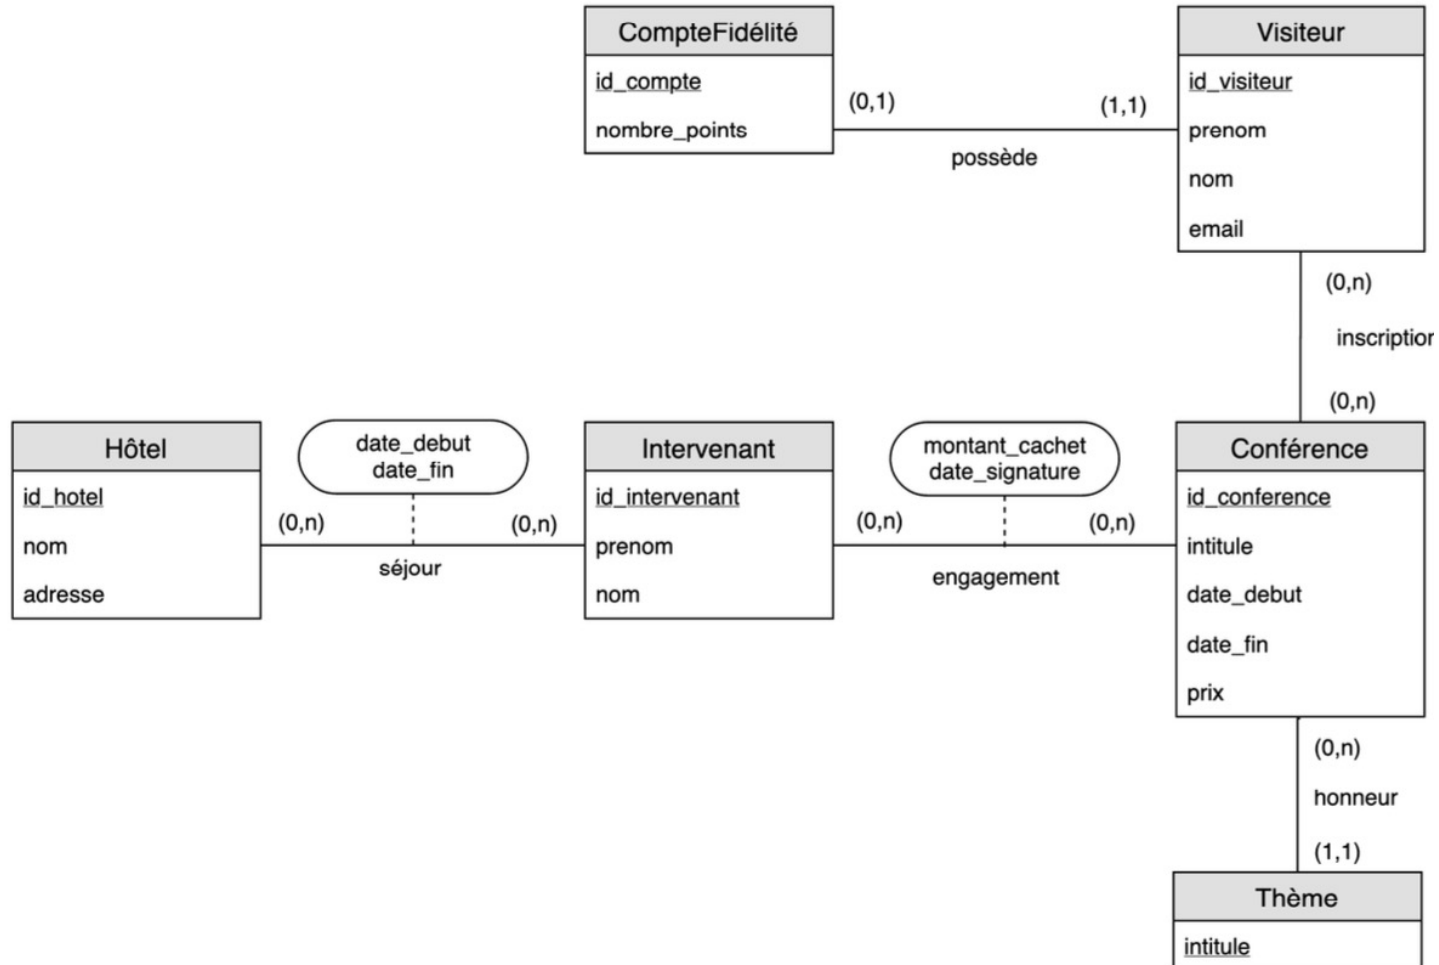 CompteFidélité
id_compte
nombre_points
(0,1)
(1,1)
possède
Visiteur
id_visiteur
prenom
nom
email
(0,n)
inscription
(0,n)
Hôtel
id_hotel
nom
adresse
date_debut
date_fin
(0,n)
(0,n)
séjour
Intervenant
id_intervenant
prenom
nom
montant_cachet
date_signature
(0,n)
(0,n)
engagement
Conférence
id_conference
intitule
date_debut
date_fin
prix
(0,n)
honneur
(1,1)
Thème
intitule